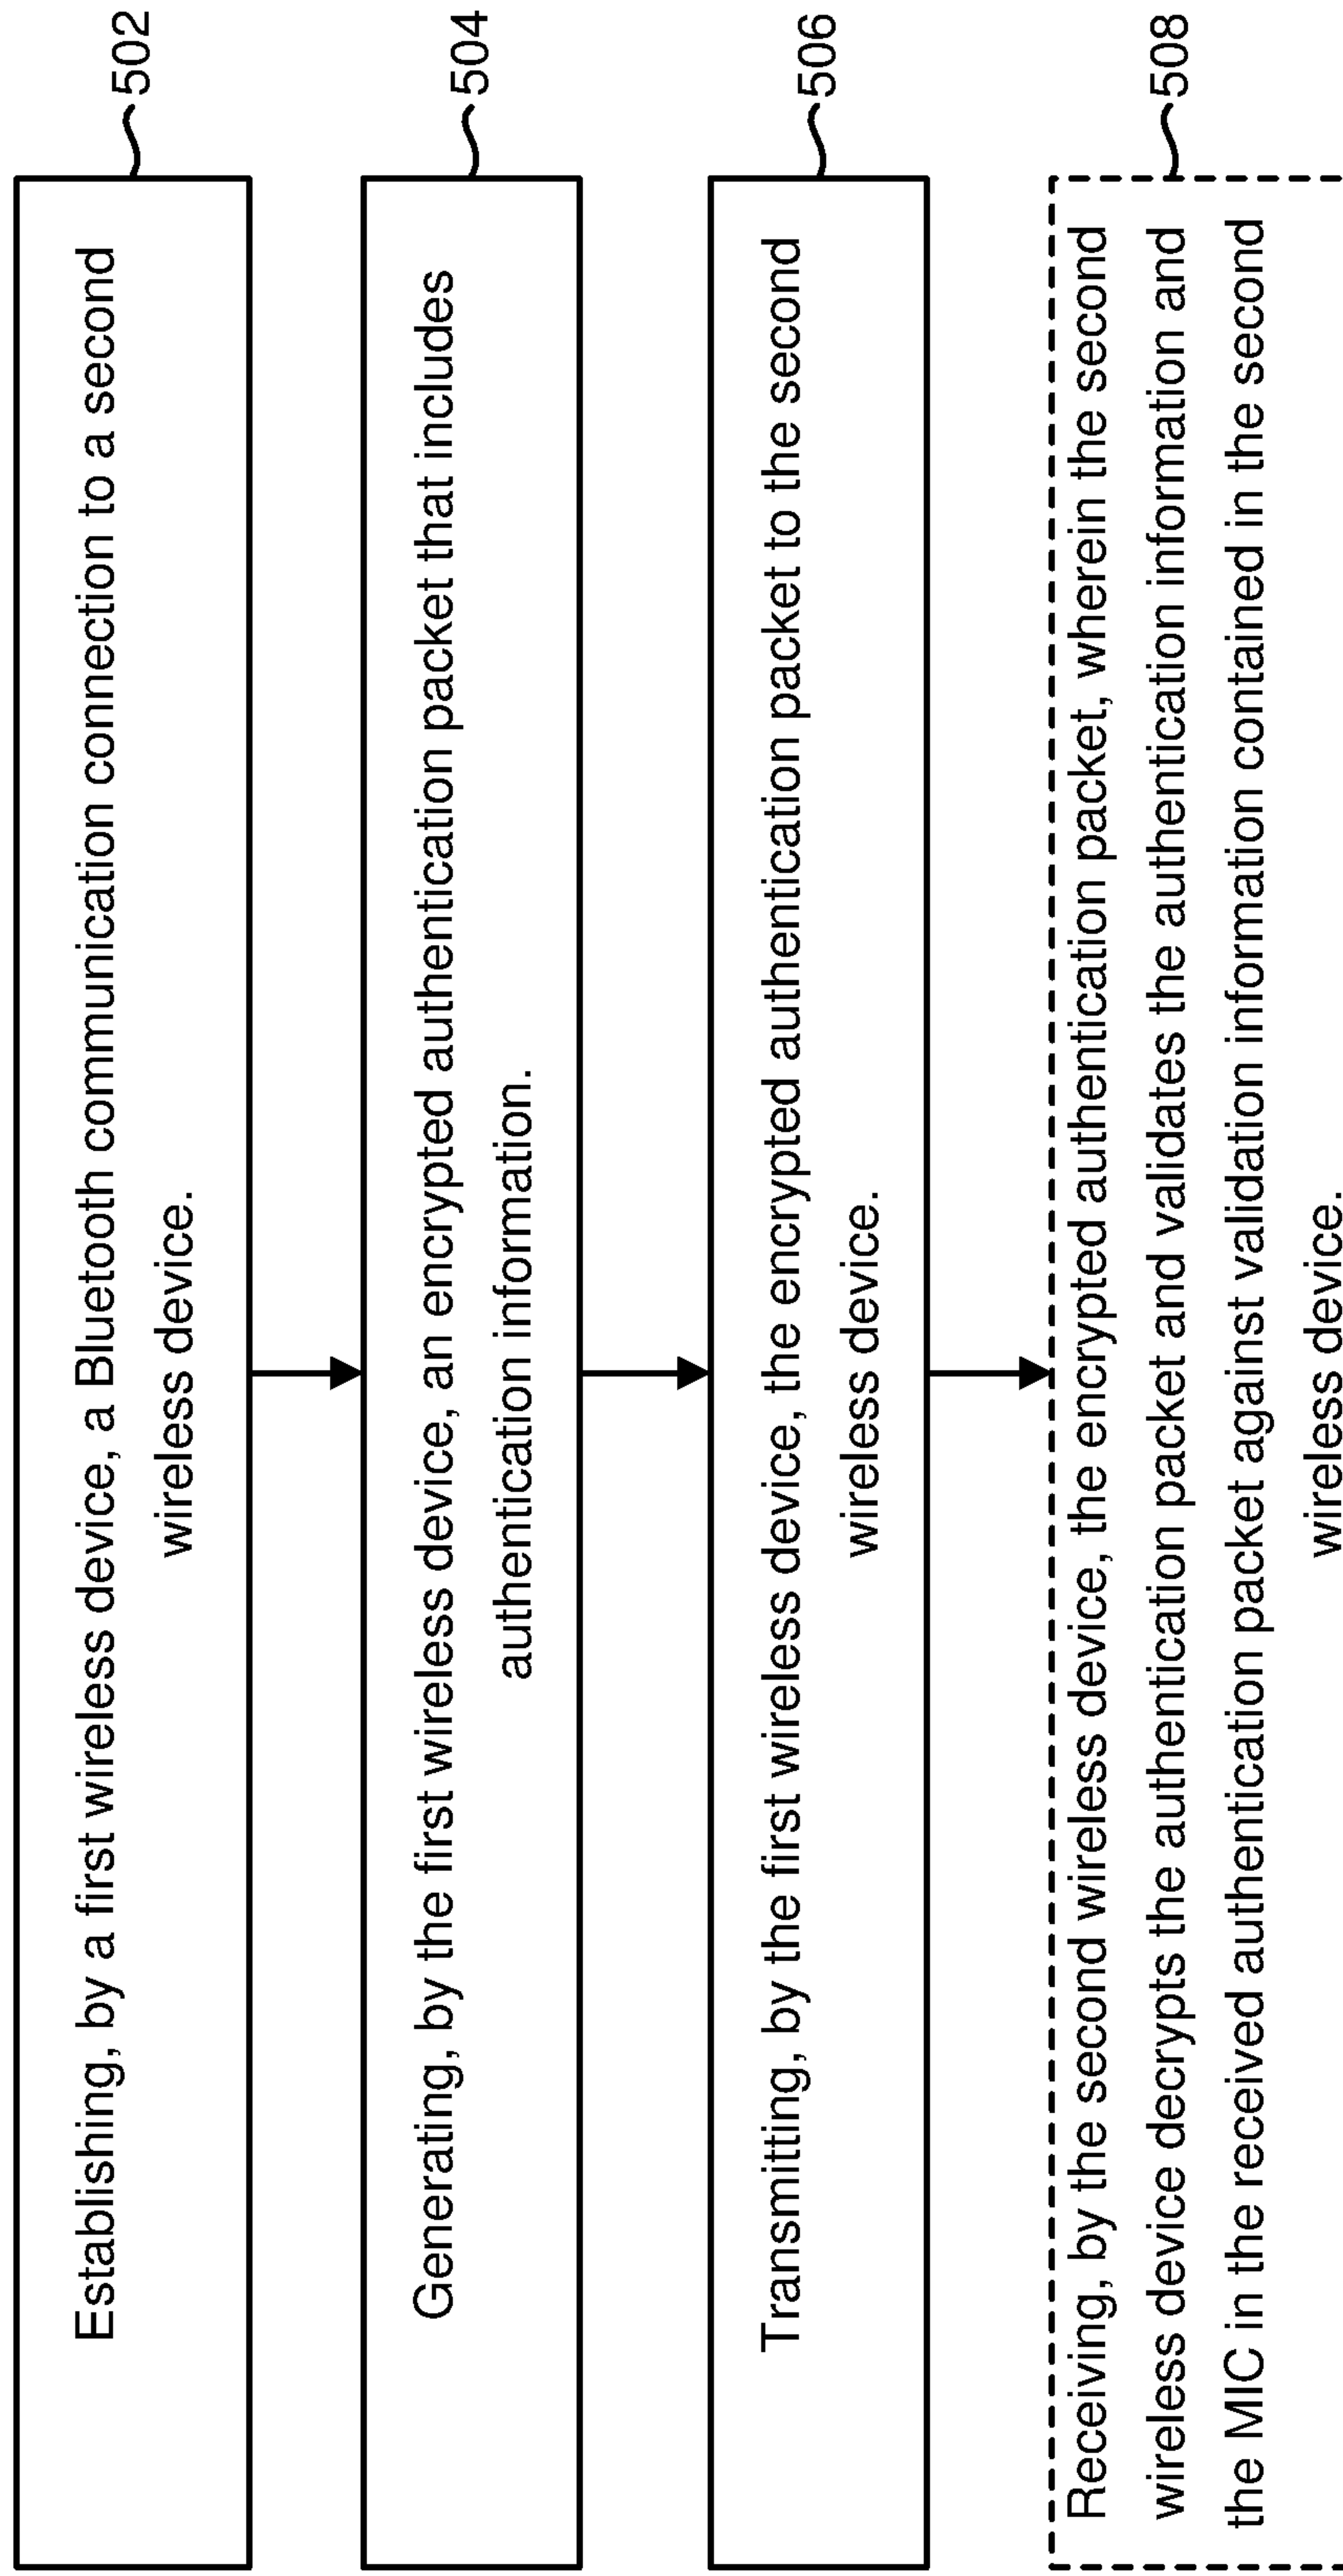 Establishing, by a first wireless device, a Bluetooth communication connection to a second
wireless device.
502
Generating, by the first wireless device, an encrypted authentication packet that includes
authentication information.
504
Transmitting, by the first wireless device, the encrypted authentication packet to the second
wireless device.
506
Receiving, by the second wireless device, the encrypted authentication packet, wherein the second
wireless device decrypts the authentication packet and validates the authentication information and
the MIC in the received authentication packet against validation information contained in the second
wireless device.
508